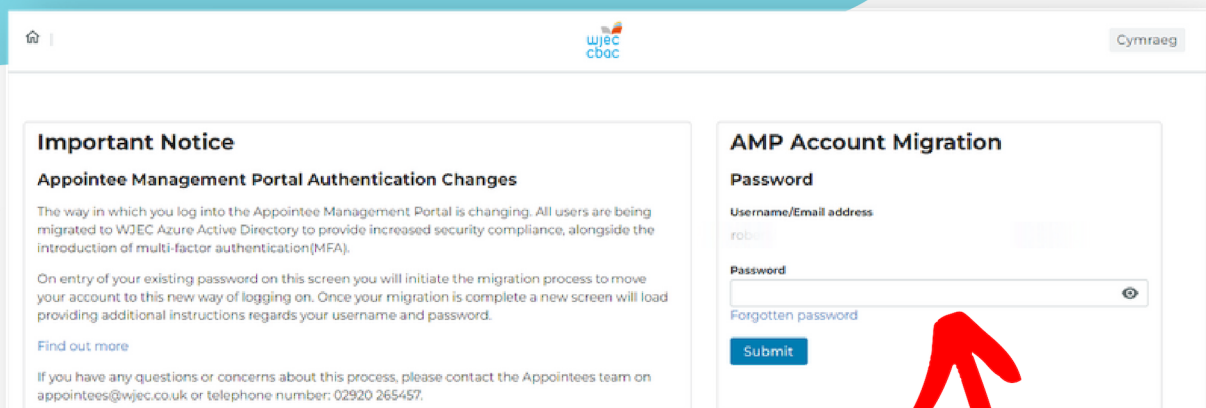 wjec
cbac
Cymraeg
Important Notice
Appointee Management Portal Authentication Changes
The way in which you log into the Appointee Management Portal is changing. All users are being
migrated to WJEC Azure Active Directory to provide increased security compliance, alongside the
introduction of multi-factor authentication(MFA).
On entry of your existing password on this screen you will initiate the migration process to move
your account to this new way of logging on. Once your migration is complete a new screen will load
providing additional instructions regards your username and password.
Find out more
If you have any questions or concerns about this process, please contact the Appointees team on
appointees@wjec.co.uk or telephone number: 02920 265457.
AMP Account Migration
Password
Username/Email address
Password
Forgotten password
Submit